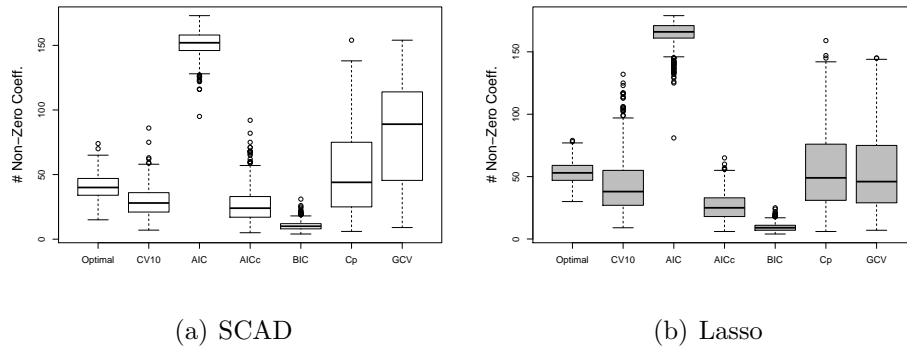 # Non−Zero Coeff.
150
100
50
0
Optimal CV10 AIC AICc BIC Cp GCV
(a) SCAD
# Non−Zero Coeff.
150
100
50
0
Optimal CV10 AIC AICc BIC Cp GCV
(b) Lasso